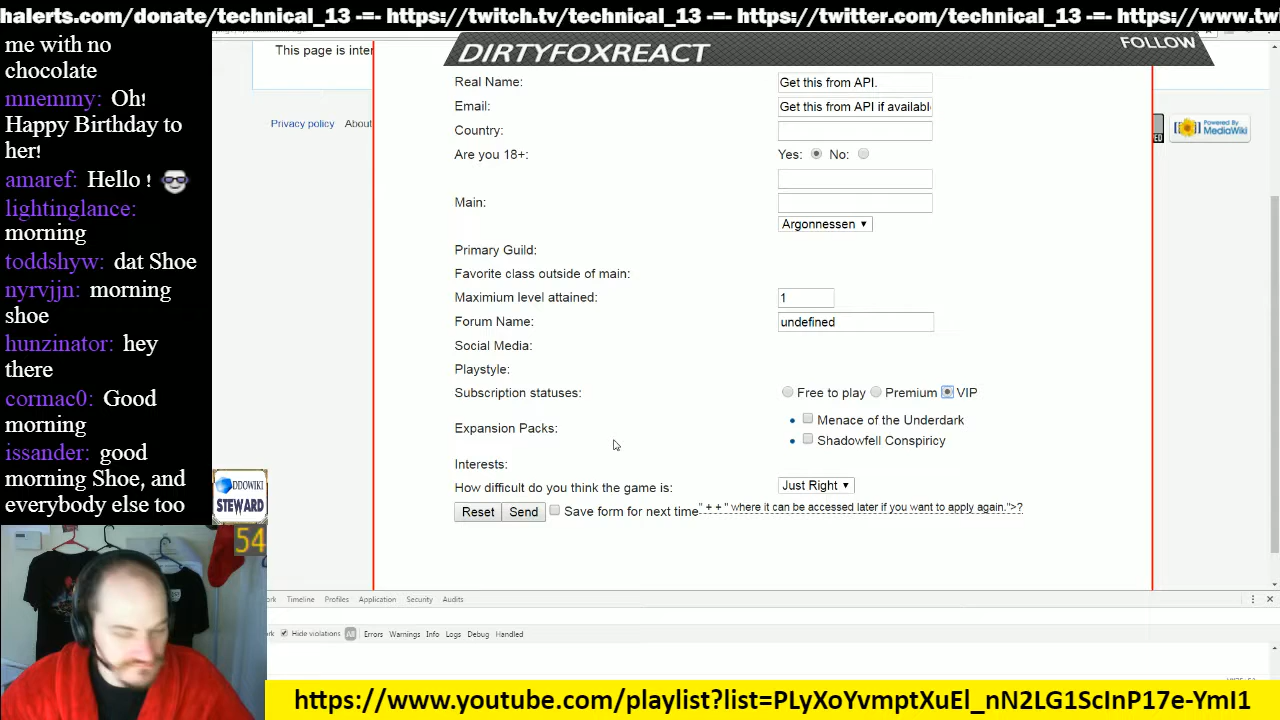 halerts.com/donate/technical_13 -=- https://twitch.tv/technical_13 -=- https://twitter.com/technical_13 -=- https://www.tw
me with no
chocolate
mnemmy: Oh!
Happy Birthday to
her!
amaref: Hello !
lightinglance:
morning
toddshyw: dat Shoe
nyrvjjn: morning
shoe
hunzinator: hey
there
cormac0: Good
morning
issander: good
morning Shoe, and
everybody else too
DDOWIKI
STEWARD
54
This page is inter
Privacy policy About
DIRTYFOXREACT
FOLLOW
Powered By
MediaWiki
Real Name: Get this from API.
Email: Get this from API if availabl
Country:
Are you 18+: Yes: No:
Main:
Argonnessen
Primary Guild:
Favorite class outside of main:
Maximium level attained: 1
Forum Name: undefined
Social Media:
Playstyle:
Subscription statuses: Free to play Premium VIP
Expansion Packs:
Menace of the Underdark
Shadowfell Conspiricy
Interests:
How difficult do you think the game is: Just Right
Reset Send Save form for next time" + + " where it can be accessed later if you want to apply again.">?
ork Timeline Profiles Application Security Audits
rk Hide violations All Errors Warnings Info Logs Debug Handled
https://www.youtube.com/playlist?list=PLyXoYvmptXuEl_nN2LG1ScInP17e-YmI1